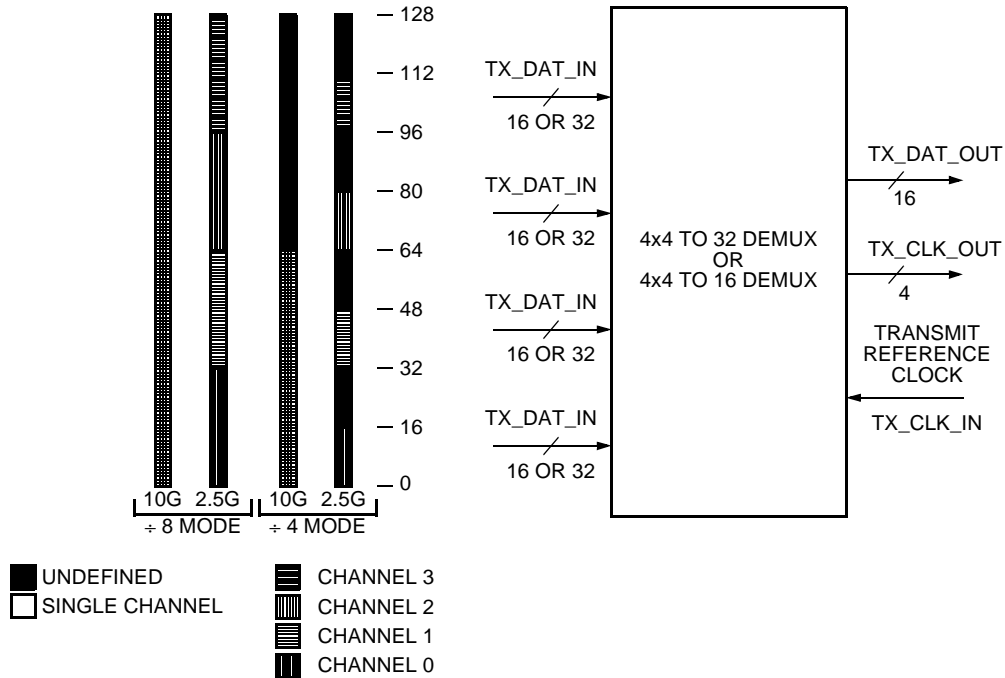 128
112
96
80
64
48
32
16
0
10G 2.5G 10G 2.5G
÷ 8 MODE ÷ 4 MODE
UNDEFINED
SINGLE CHANNEL
CHANNEL 3
CHANNEL 2
CHANNEL 1
CHANNEL 0
TX_DAT_IN
16 OR 32
TX_DAT_IN
16 OR 32
TX_DAT_IN
16 OR 32
TX_DAT_IN
16 OR 32
4x4 TO 32 DEMUX
OR
4x4 TO 16 DEMUX
TX_DAT_OUT
16
TX_CLK_OUT
4
TRANSMIT
REFERENCE
CLOCK
TX_CLK_IN